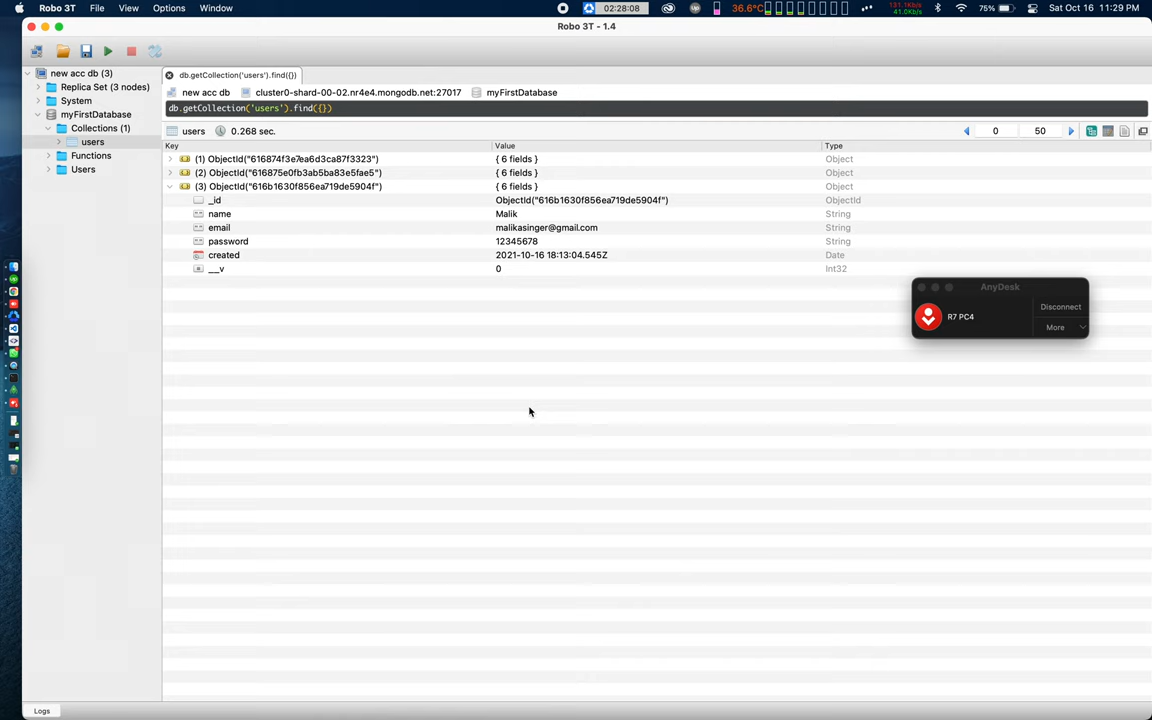 Robo 3T File View Options Window 02:28:08 36.6°C 131.1Kb/s 41.0Kb/s 75% Sat Oct 16 11:29 PM
Robo 3T - 1.4
new acc db (3)
Replica Set (3 nodes)
System
myFirstDatabase
Collections (1)
users
Functions
Users
db.getCollection('users').find({})
new acc db cluster0-shard-00-02.nr4e4.mongodb.net:27017 myFirstDatabase
db.getCollection('users').find({})
users 0.268 sec. 0 50
Key Value Type
(1) ObjectId("616874f3e7ea6d3ca87f3323") { 6 fields } Object
(2) ObjectId("616875e0fb3ab5ba83e5fae5") { 6 fields } Object
(3) ObjectId("616b1630f856ea719de5904f") { 6 fields } Object
_id ObjectId("616b1630f856ea719de5904f") ObjectId
name Malik String
email malikasinger@gmail.com String
password 12345678 String
created 2021-10-16 18:13:04.545Z Date
__v 0 Int32
AnyDesk
R7 PC4
Disconnect
More
Logs